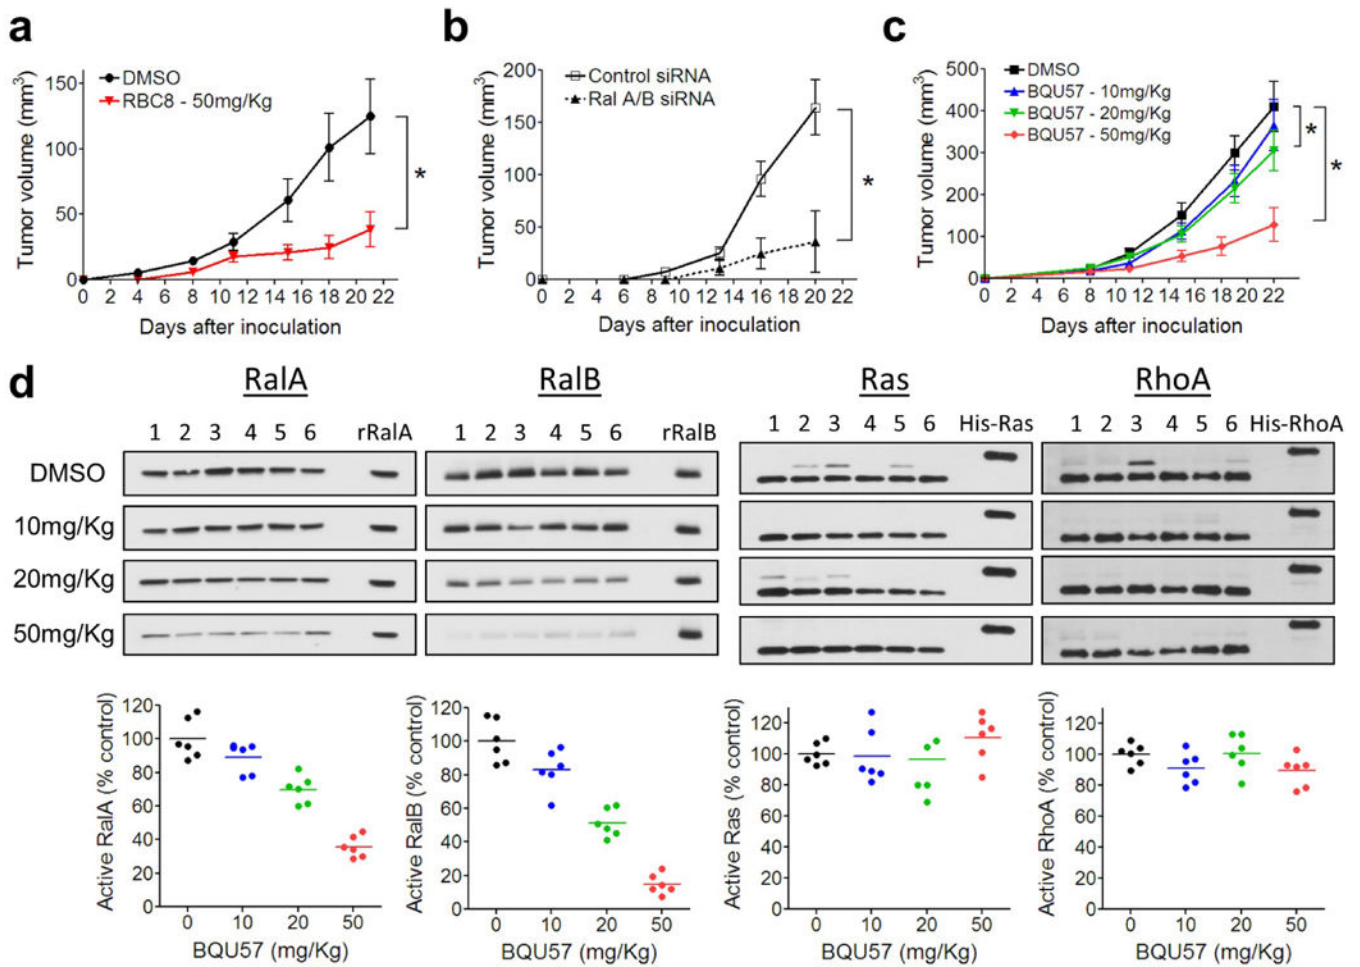 a
Tumor volume (mm³)
150
100
50
0
DMSO
RBC8 - 50mg/Kg
*
0 2 4 6 8 10 12 14 16 18 20 22
Days after inoculation
b
Tumor volume (mm³)
200
150
100
50
0
Control siRNA
Ral A/B siRNA
*
0 2 4 6 8 10 12 14 16 18 20 22
Days after inoculation
c
Tumor volume (mm³)
500
400
300
200
100
0
DMSO
BQU57 - 10mg/Kg
BQU57 - 20mg/Kg
BQU57 - 50mg/Kg
*
*
0 2 4 6 8 10 12 14 16 18 20 22
Days after inoculation
d
RalA
RalB
Ras
RhoA
1 2 3 4 5 6 rRalA
1 2 3 4 5 6 rRalB
1 2 3 4 5 6 His-Ras
1 2 3 4 5 6 His-RhoA
DMSO
10mg/Kg
20mg/Kg
50mg/Kg
Active RalA (% control)
120
100
80
60
40
20
0
0 10 20 50
BQU57 (mg/Kg)
Active RalB (% control)
120
100
80
60
40
20
0
0 10 20 50
BQU57 (mg/Kg)
Active Ras (% control)
120
100
80
60
40
20
0
0 10 20 50
BQU57 (mg/Kg)
Active RhoA (% control)
120
100
80
60
40
20
0
0 10 20 50
BQU57 (mg/Kg)